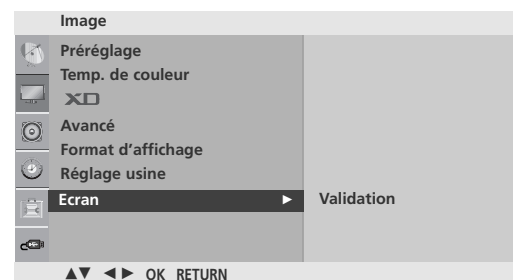 Image
Préréglage
Temp. de couleur
XD
Avancé
Format d'affichage
Réglage usine
Ecran ► Validation
▲▼ ◄► OK RETURN